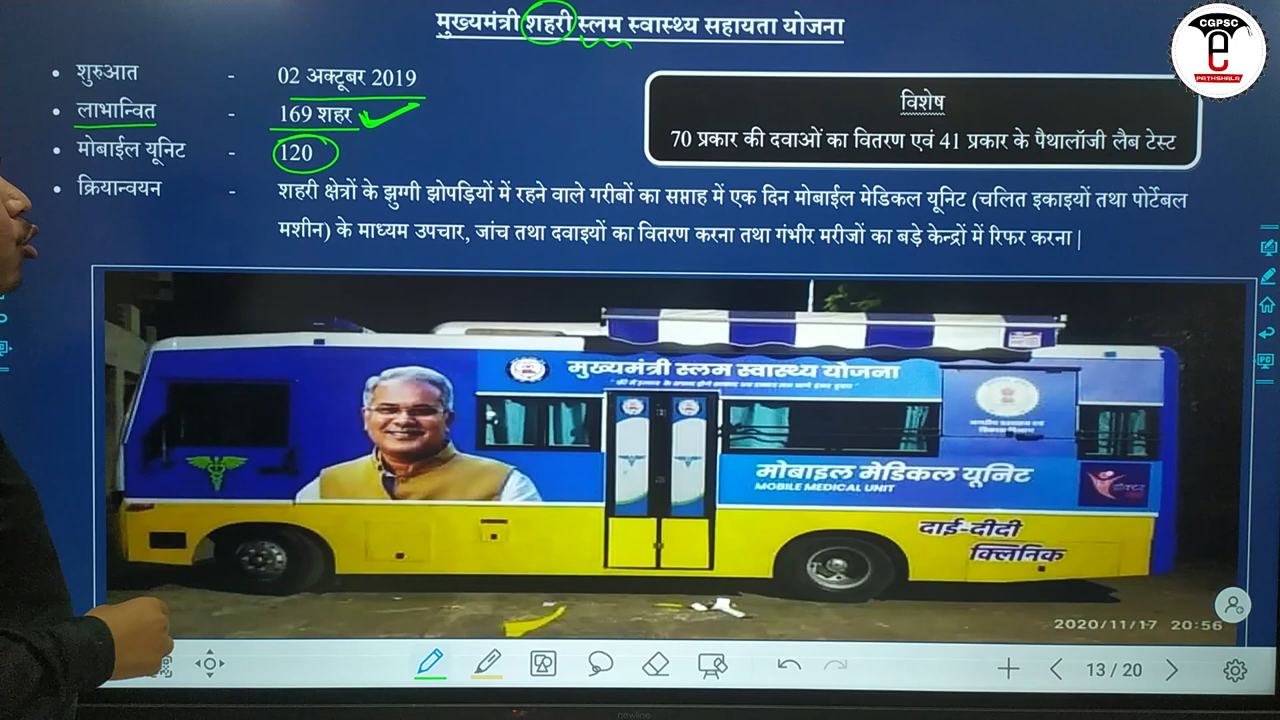 मुख्यमंत्री शहरी स्लम स्वास्थ्य सहायता योजना
CGPSC
e
PATHSHALA
• शुरुआत - 02 अक्टूबर 2019
• लाभान्वित - 169 शहर
• मोबाईल यूनिट - 120
• क्रियान्वयन - शहरी क्षेत्रों के झुग्गी झोपड़ियों में रहने वाले गरीबों का सप्ताह में एक दिन मोबाईल मेडिकल यूनिट (चलित इकाइयों तथा पोर्टेबल
मशीन) के माध्यम उपचार, जांच तथा दवाइयों का वितरण करना तथा गंभीर मरीजों का बड़े केन्द्रों में रिफर करना |
विशेष
70 प्रकार की दवाओं का वितरण एवं 41 प्रकार के पैथालॉजी लैब टेस्ट
मुख्यमंत्री स्लम स्वास्थ्य योजना
मोबाइल मेडिकल यूनिट
MOBILE MEDICAL UNIT
दाई-दीदी
क्लिनिक
2020/11/17 20:56
13 / 20
newline